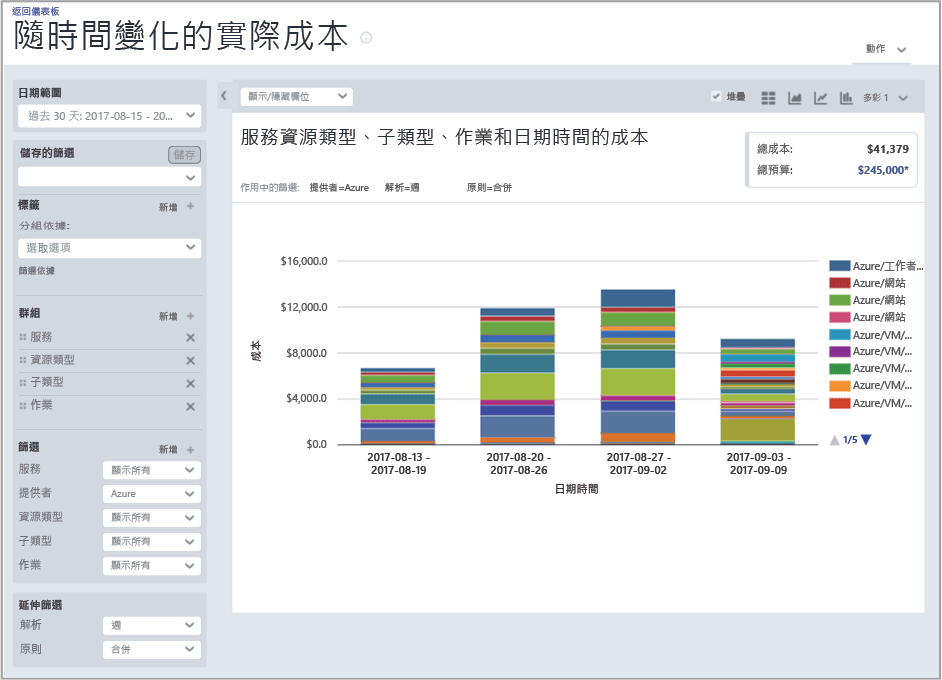 返回儀表板
隨時間變化的實際成本
動作
日期範圍
過去 30 天: 2017-08-15 - 20...
儲存的篩選
儲存
標籤
新增 +
分組依據:
選取選項
篩選依據
群組
新增 +
服務
資源類型
子類型
作業
篩選
新增 +
服務 顯示所有
提供者 Azure
資源類型 顯示所有
子類型 顯示所有
作業 顯示所有
延伸篩選
解析 週
原則 合併
顯示/隱藏欄位
堆疊
多彩 1
服務資源類型、子類型、作業和日期時間的成本
總成本: $41,379
總預算: $245,000*
作用中的篩選: 提供者=Azure 解析=週 原則=合併
$16,000.0
$12,000.0
$8,000.0
$4,000.0
$0.0
成本
2017-08-13 -
2017-08-19
2017-08-20 -
2017-08-26
2017-08-27 -
2017-09-02
2017-09-03 -
2017-09-09
日期時間
Azure/工作者...
Azure/網站
Azure/網站
Azure/網站
Azure/VM/...
Azure/VM/...
Azure/VM/...
Azure/VM/...
Azure/VM/...
1/5